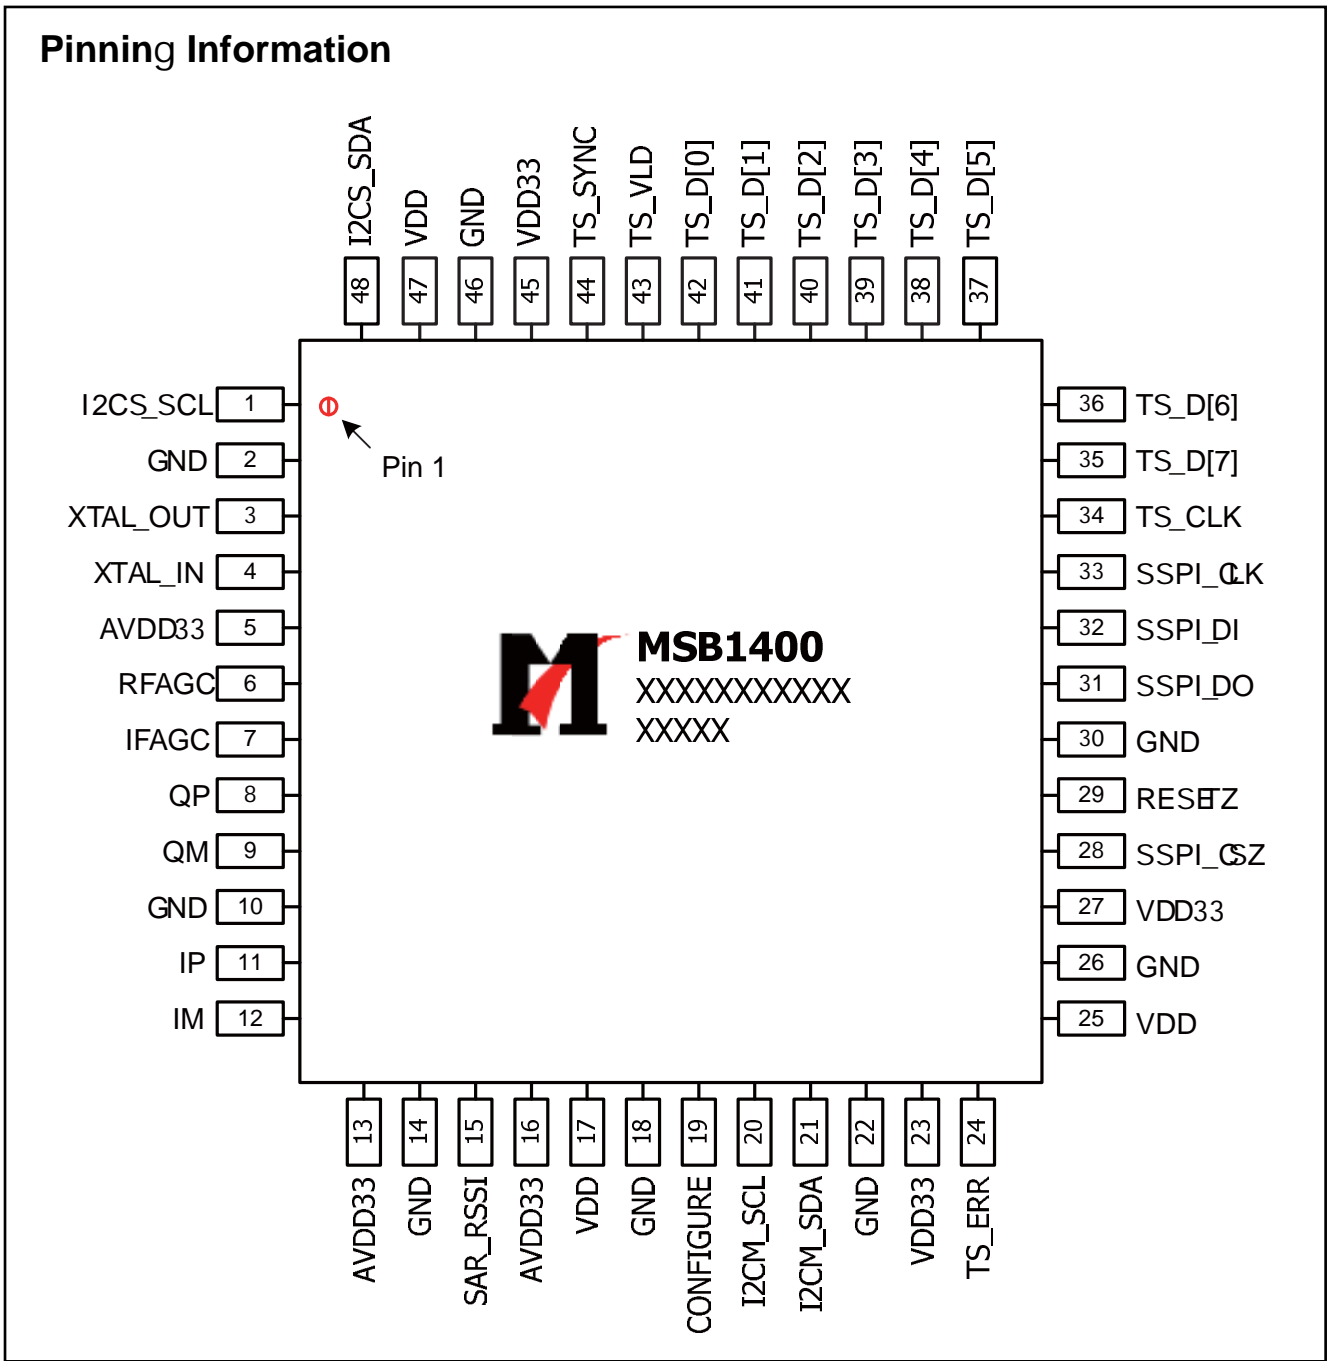 Pinning Information
I2CS_SDA
VDD
GND
VDD33
TS_SYNC
TS_VLD
TS_D[0]
TS_D[1]
TS_D[2]
TS_D[3]
TS_D[4]
TS_D[5]
48
47
46
45
44
43
42
41
40
39
38
37
I2CS_SCL 1
GND 2
XTAL_OUT 3
XTAL_IN 4
AVDD33 5
RFAGC 6
IFAGC 7
QP 8
QM 9
GND 10
IP 11
IM 12
Pin 1
MSB1400
XXXXXXXXXXX
XXXXX
36 TS_D[6]
35 TS_D[7]
34 TS_CLK
33 SSPI_CLK
32 SSPI_DI
31 SSPI_DO
30 GND
29 RESETZ
28 SSPI_CSZ
27 VDD33
26 GND
25 VDD
13
14
15
16
17
18
19
20
21
22
23
24
AVDD33
GND
SAR_RSSI
AVDD33
VDD
GND
CONFIGURE
I2CM_SCL
I2CM_SDA
GND
VDD33
TS_ERR